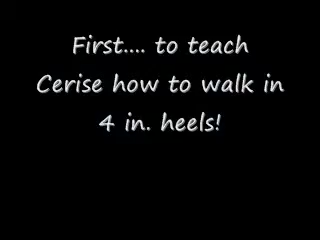 First.... to teach
Cerise how to walk in
4 in. heels!